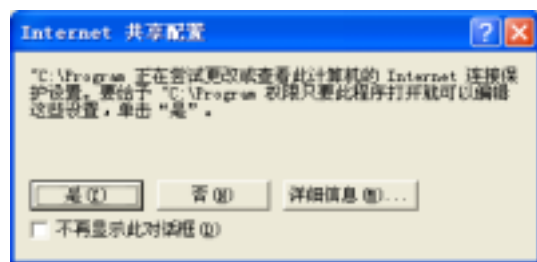 Internet 共享配置
"C:\Program 正在尝试更改或查看此计算机的 Internet 连接保
护设置。要给予 "C:\Program 权限只要此程序打开就可以编辑
这些设置，单击“是”。
是(Y) 否(N) 详细信息(M)...
不再显示此对话框(D)